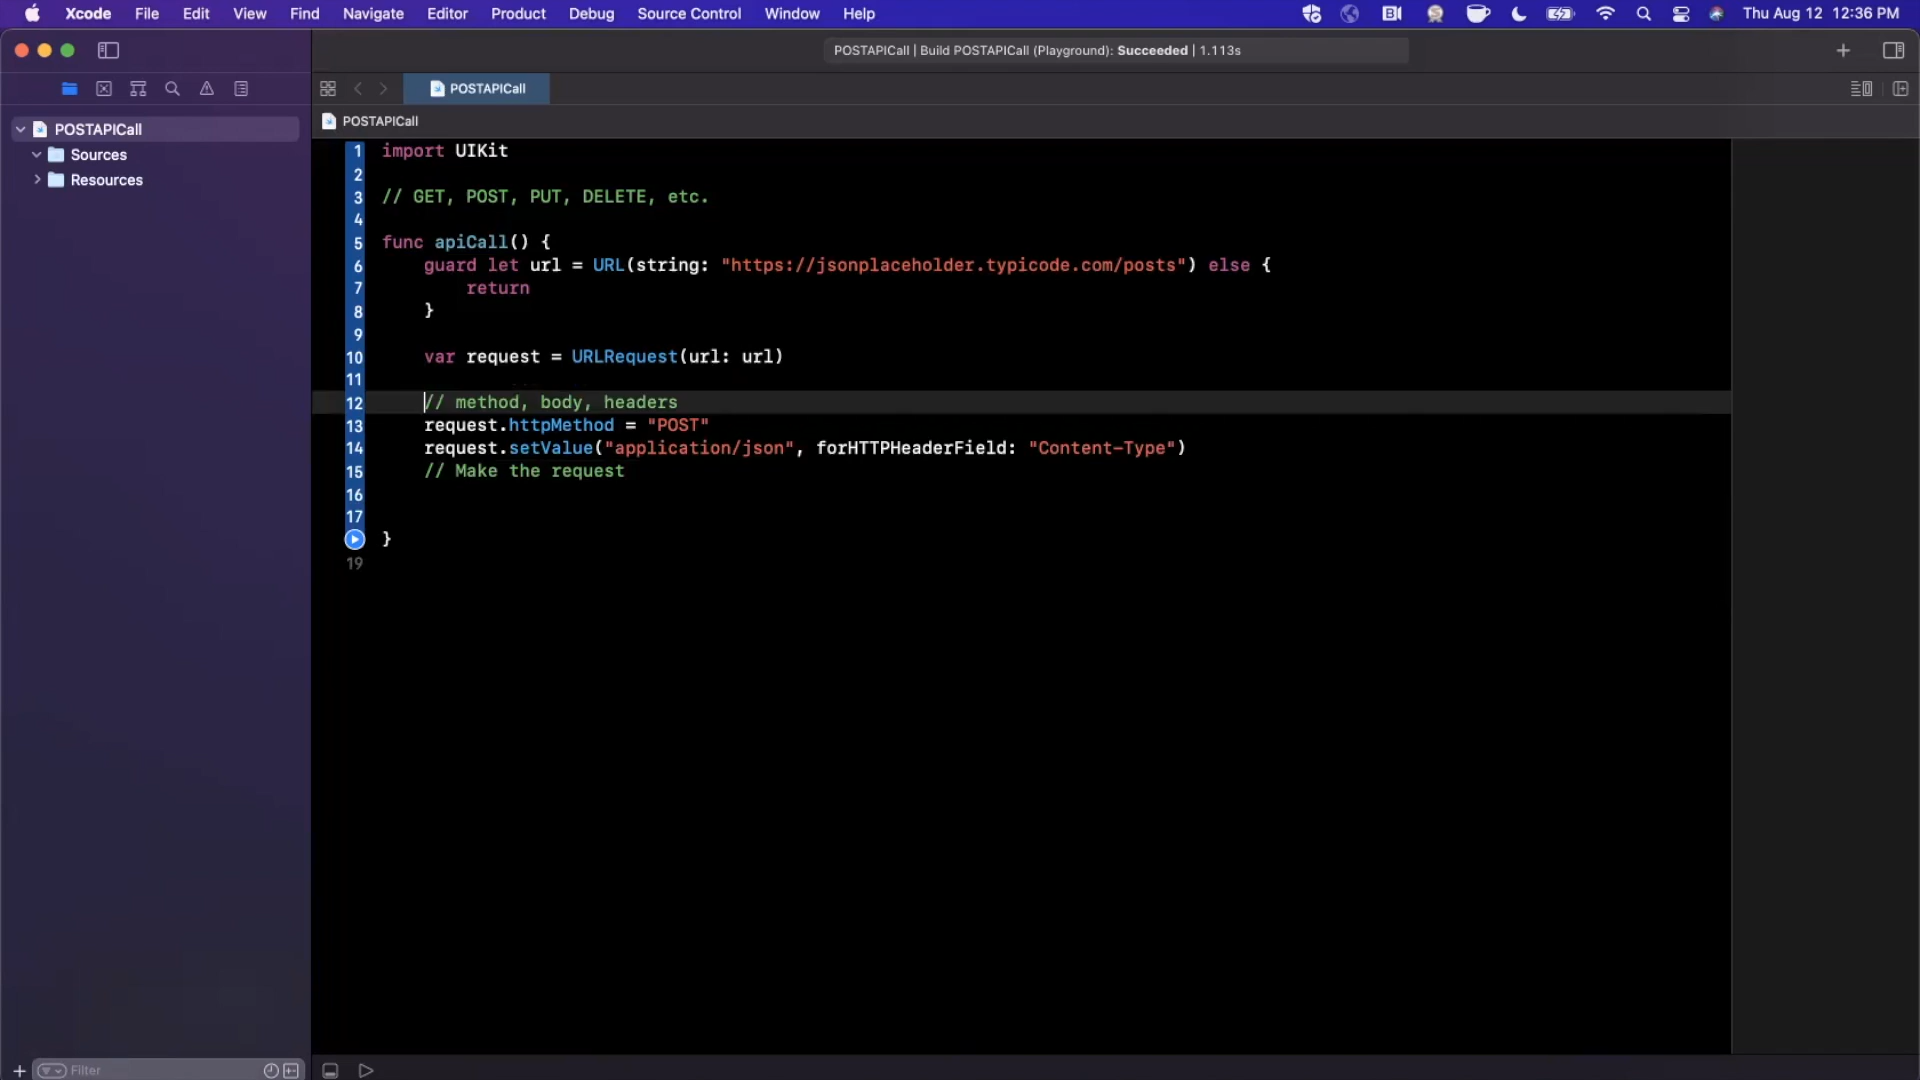 Xcode File Edit View Find Navigate Editor Product Debug Source Control Window Help Thu Aug 12 12:36 PM
POSTAPICall | Build POSTAPICall (Playground): Succeeded | 1.113s
POSTAPICall
POSTAPICall
POSTAPICall
Sources
Resources
1 import UIKit
2
3 // GET, POST, PUT, DELETE, etc.
4
5 func apiCall() {
6 guard let url = URL(string: "https://jsonplaceholder.typicode.com/posts") else {
7 return
8 }
9
10 var request = URLRequest(url: url)
11
12 // method, body, headers
13 request.httpMethod = "POST"
14 request.setValue("application/json", forHTTPHeaderField: "Content-Type")
15 // Make the request
16
17
}
19
Filter